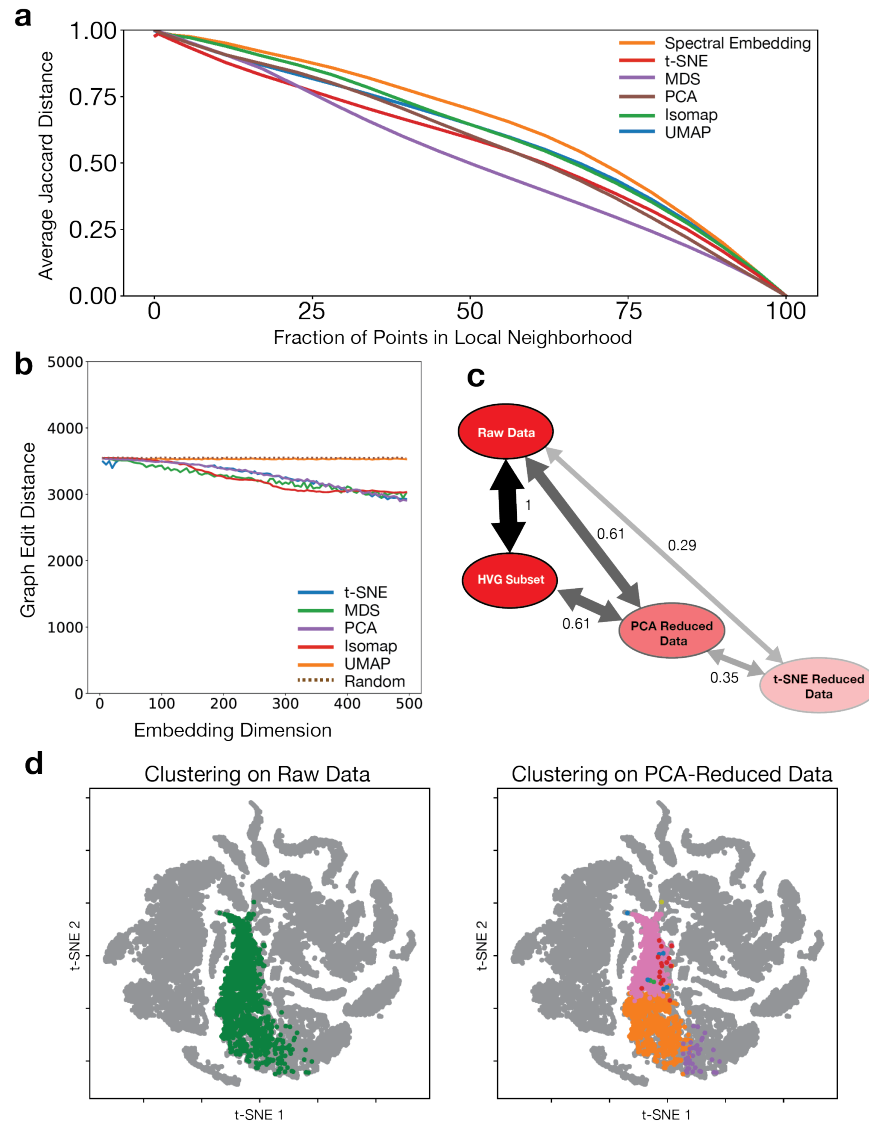 a
1.00
0.75
0.50
0.25
0.00
Average Jaccard Distance
Spectral Embedding
t-SNE
MDS
PCA
Isomap
UMAP
0 25 50 75 100
Fraction of Points in Local Neighborhood
b
5000
4000
3000
2000
1000
0
Graph Edit Distance
t-SNE
MDS
PCA
Isomap
UMAP
Random
0 100 200 300 400 500
Embedding Dimension
c
Raw Data
1
0.61
0.29
HVG Subset
0.61
PCA Reduced
Data
0.35
t-SNE Reduced
Data
d
Clustering on Raw Data
t-SNE 2
t-SNE 1
Clustering on PCA-Reduced Data
t-SNE 2
t-SNE 1